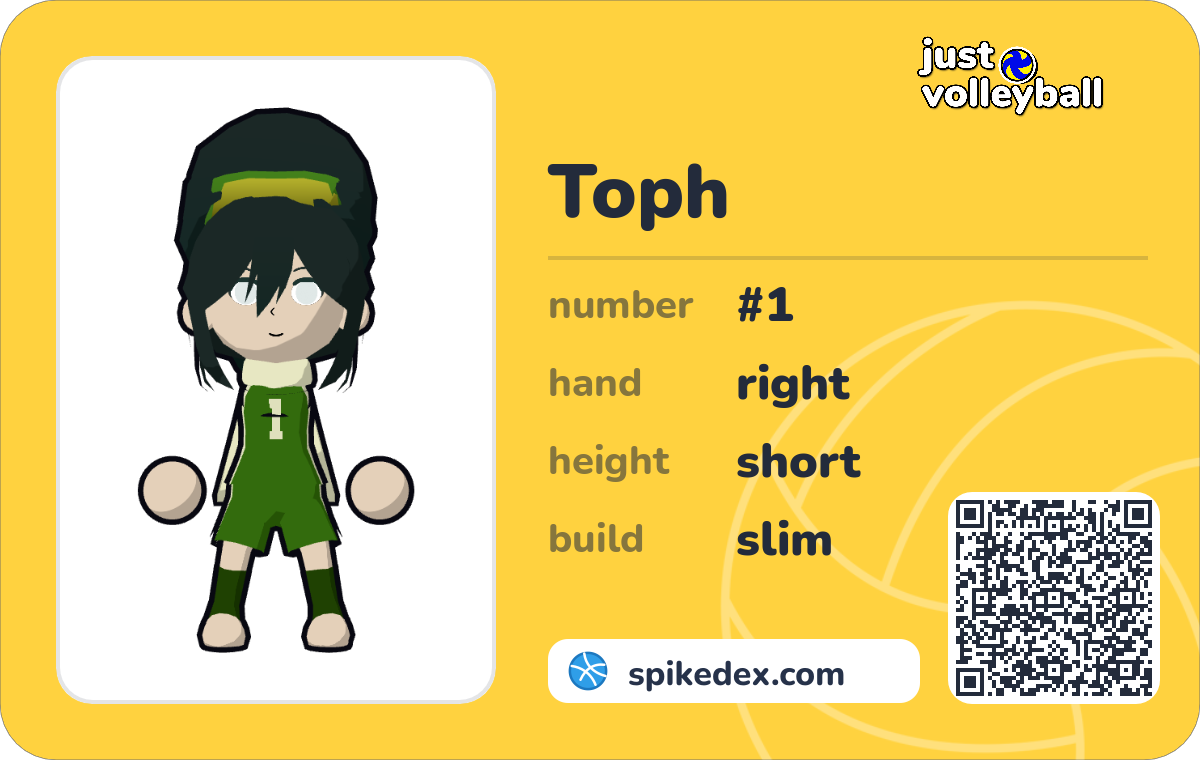 just
volleyball
Toph
number #1
hand right
height short
build slim
1
spikedex.com